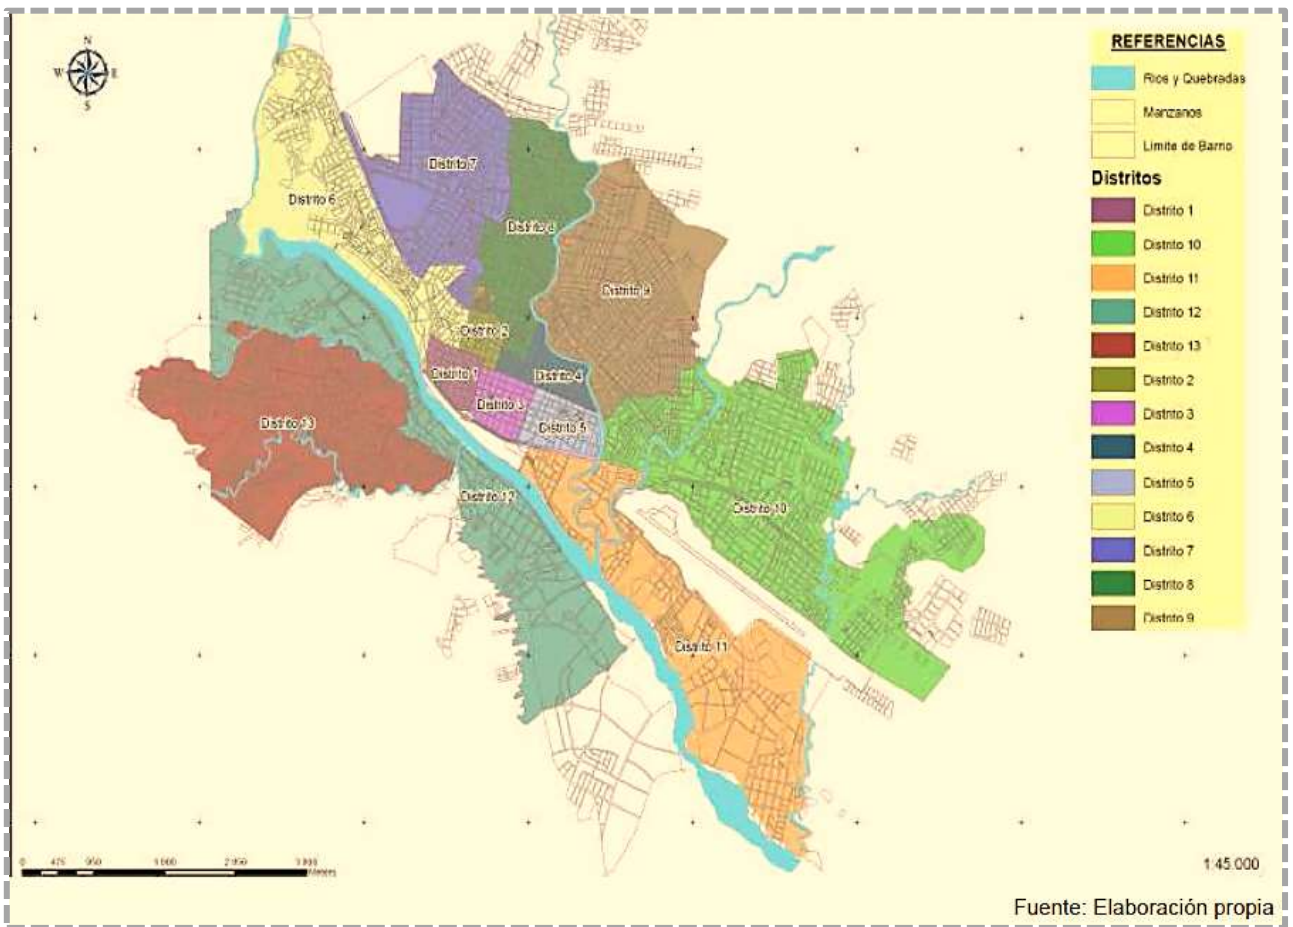 N
W E
S
REFERENCIAS
Rios y Quebradas
Manzanos
Limite de Barrio
Distritos
Distrito 1
Distrito 10
Distrito 11
Distrito 12
Distrito 13
Distrito 2
Distrito 3
Distrito 4
Distrito 5
Distrito 6
Distrito 7
Distrito 8
Distrito 9
Distrito 7
Distrito 6
Distrito 8
Distrito 9
Distrito 2
Distrito 1
Distrito 4
Distrito 3
Distrito 13
Distrito 5
Distrito 12
Distrito 10
Distrito 11
0 475 950
Meters
1:45.000
Fuente: Elaboración propia